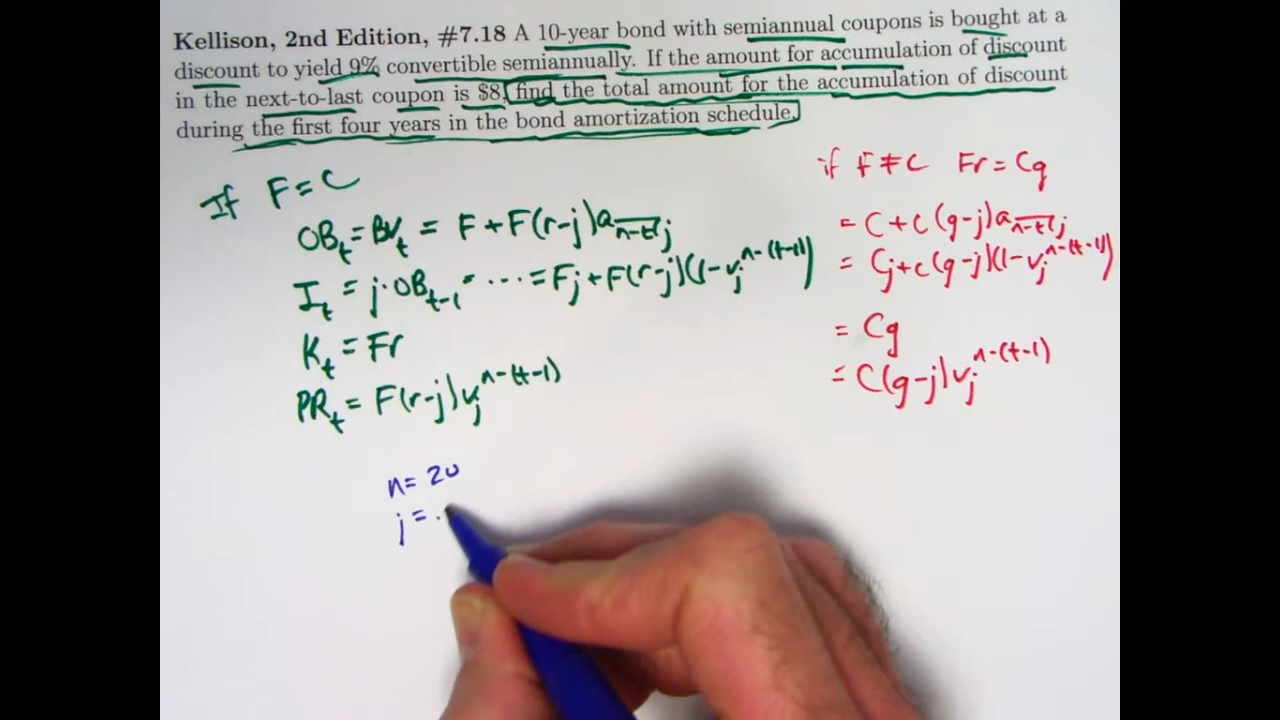 Kellison, 2nd Edition, #7.18 A 10-year bond with semiannual coupons is bought at a
discount to yield 9% convertible semiannually. If the amount for accumulation of discount
in the next-to-last coupon is $8, find the total amount for the accumulation of discount
during the first four years in the bond amortization schedule.
If F = C
OB_t = BV_t = F + F(r-j)a_{\overline{n-t}|j}
I_t = j·OB_{t-1} = ··· = Fj + F(r-j)(1-v_j^{n-(t-1)})
K_t = Fr
PR_t = F(r-j)v_j^{n-(t-1)}
if F ≠ C Fr = Cg
= C + C(g-j)a_{\overline{n-t}|j}
= Cj + C(g-j)(1-v_j^{n-(t-1)})
= Cg
= C(g-j)v_j^{n-(t-1)}
n = 20
j = .